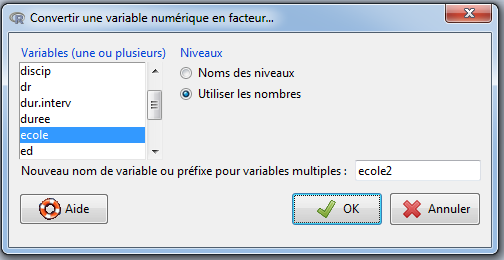 Convertir une variable numérique en facteur...
Variables (une ou plusieurs) Niveaux
discip
dr
dur.interv
duree
ecole
ed
Noms des niveaux
Utiliser les nombres
Nouveau nom de variable ou préfixe pour variables multiples : ecole2
Aide OK Annuler